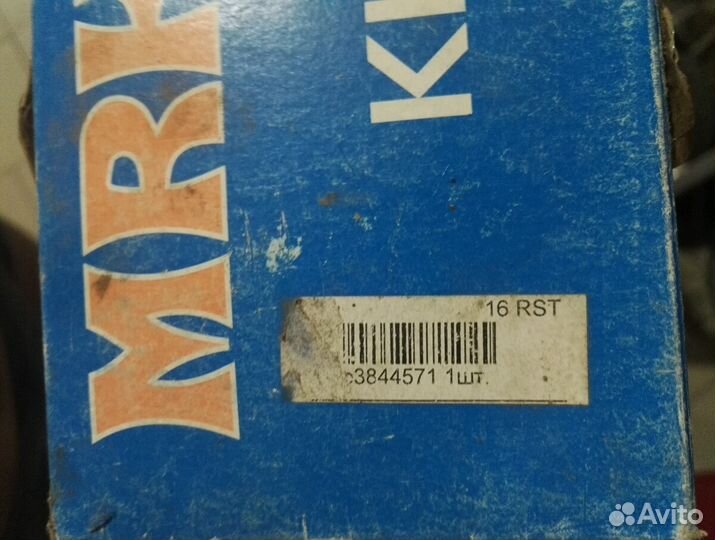 MRK
KI
16 RST
3844571 1шт.
Avito